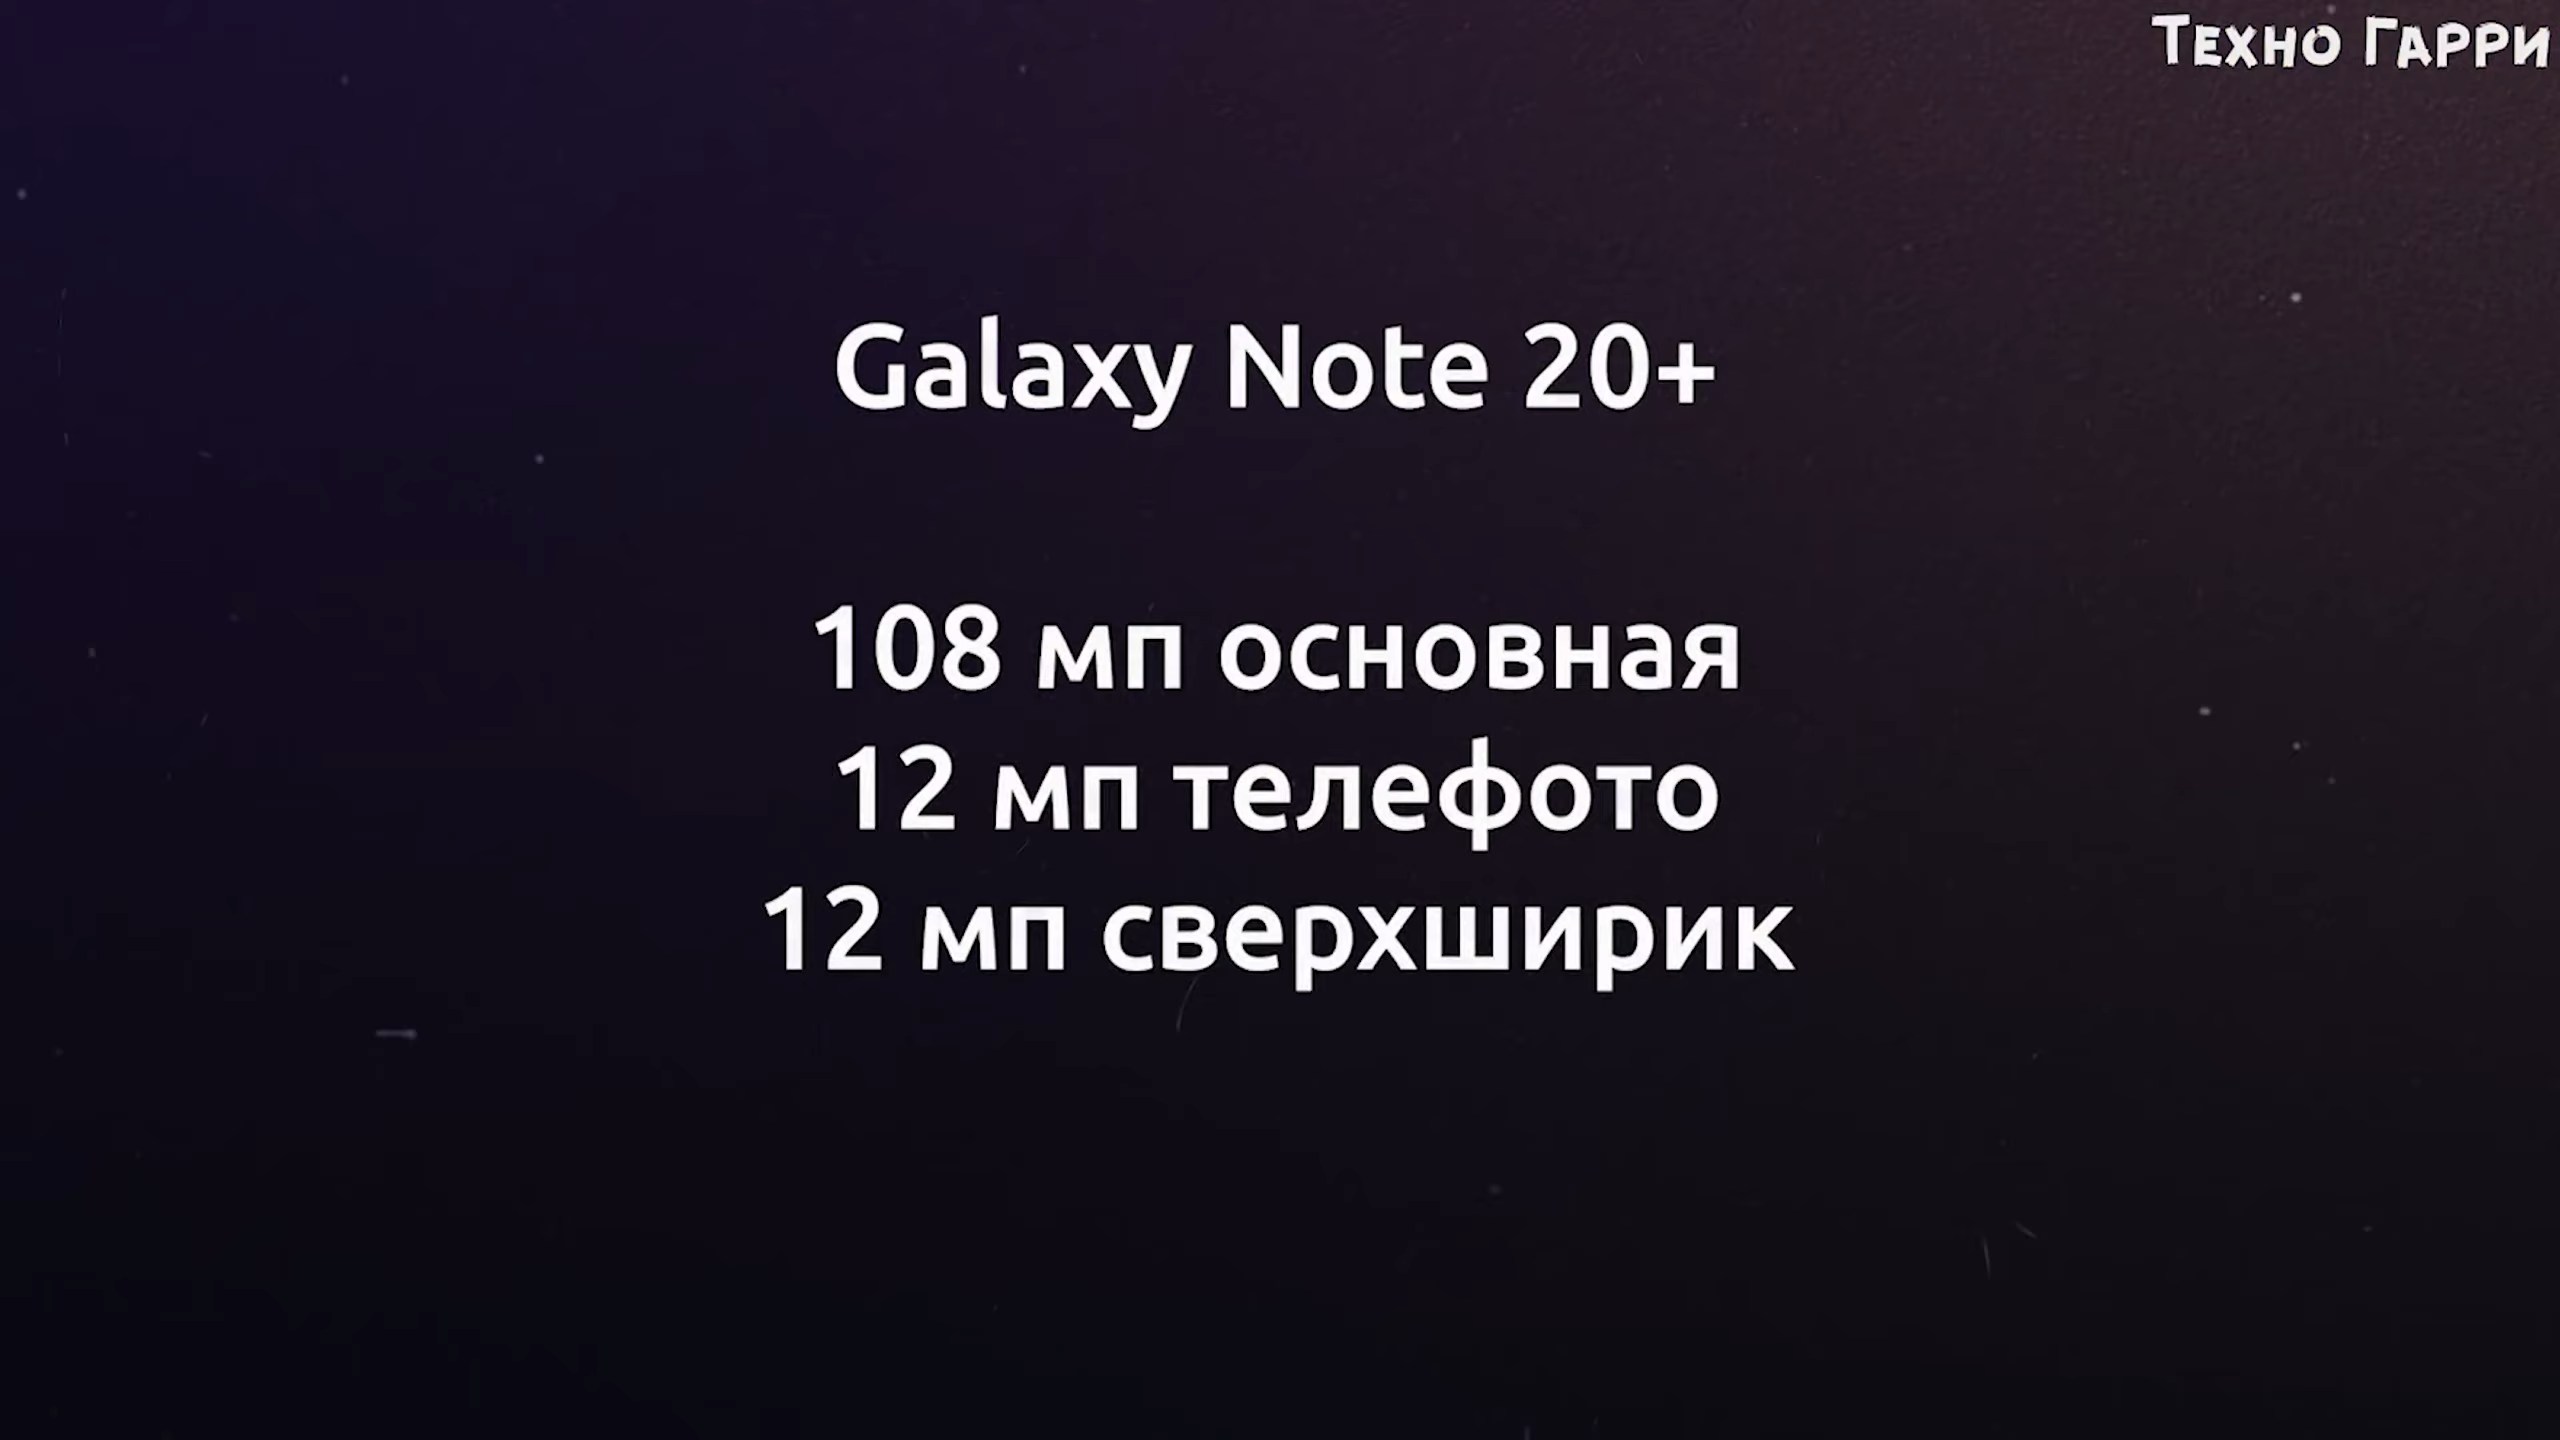 Техно Гарри
Galaxy Note 20+
108 мп основная
12 мп телефото
12 мп сверхширик